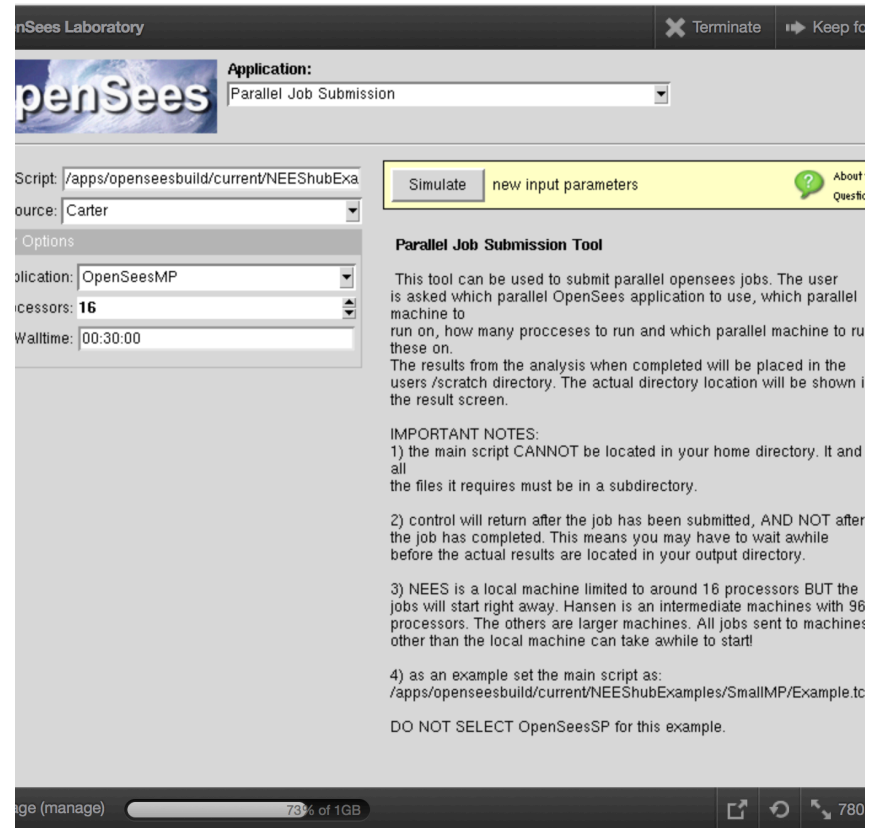 nSees Laboratory
Terminate
Keep fo
penSees
Application:
Parallel Job Submission
Script: /apps/openseesbuild/current/NEEShubExa
ource: Carter
Options
plication: OpenSeesMP
cessors: 16
Walltime: 00:30:00
Simulate new input parameters
About
Questio
Parallel Job Submission Tool
This tool can be used to submit parallel opensees jobs. The user
is asked which parallel OpenSees application to use, which parallel
machine to
run on, how many procceses to run and which parallel machine to ru
these on.
The results from the analysis when completed will be placed in the
users /scratch directory. The actual directory location will be shown i
the result screen.
IMPORTANT NOTES:
1) the main script CANNOT be located in your home directory. It and
all
the files it requires must be in a subdirectory.
2) control will return after the job has been submitted, AND NOT after
the job has completed. This means you may have to wait awhile
before the actual results are located in your output directory.
3) NEES is a local machine limited to around 16 processors BUT the
jobs will start right away. Hansen is an intermediate machines with 96
processors. The others are larger machines. All jobs sent to machines
other than the local machine can take awhile to start!
4) as an example set the main script as:
/apps/openseesbuild/current/NEEShubExamples/SmallMP/Example.tc
DO NOT SELECT OpenSeesSP for this example.
age (manage)
73% of 1GB
780